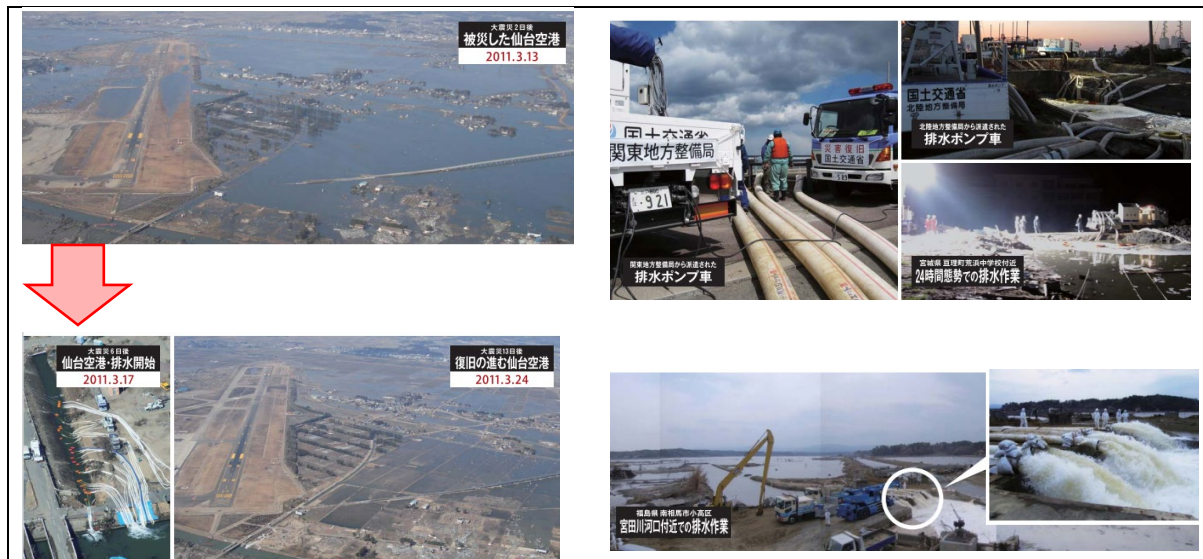 大震災2日後
被災した仙台空港
2011.3.13
大震災6日後
仙台空港・排水開始
2011.3.17
大震災13日後
復旧の進む仙台空港
2011.3.24
国土交通省
関東地方整備局
921
災害復旧
国土交通省
関東地方整備局から派遣された
排水ポンプ車
国土交通省
北陸地方整備局
北陸地方整備局から派遣された
排水ポンプ車
宮城県 亘理町荒浜中学校付近
24時間態勢での排水作業
福島県 南相馬市小高区
宮田川河口付近での排水作業